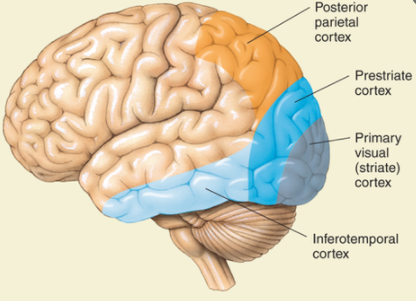 Posterior
parietal
cortex
Prestriate
cortex
Primary
visual
(striate)
cortex
Inferotemporal
cortex